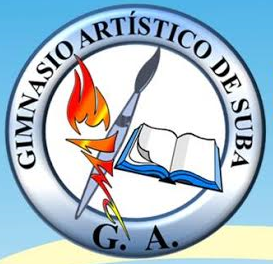 GIMNASIO ARTÍSTICO DE SUBA
G. A.